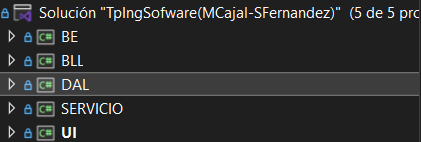 Solución "TpIngSofware(MCajal-SFernandez)" (5 de 5 pro
C# BE
C# BLL
C# DAL
C# SERVICIO
C# UI